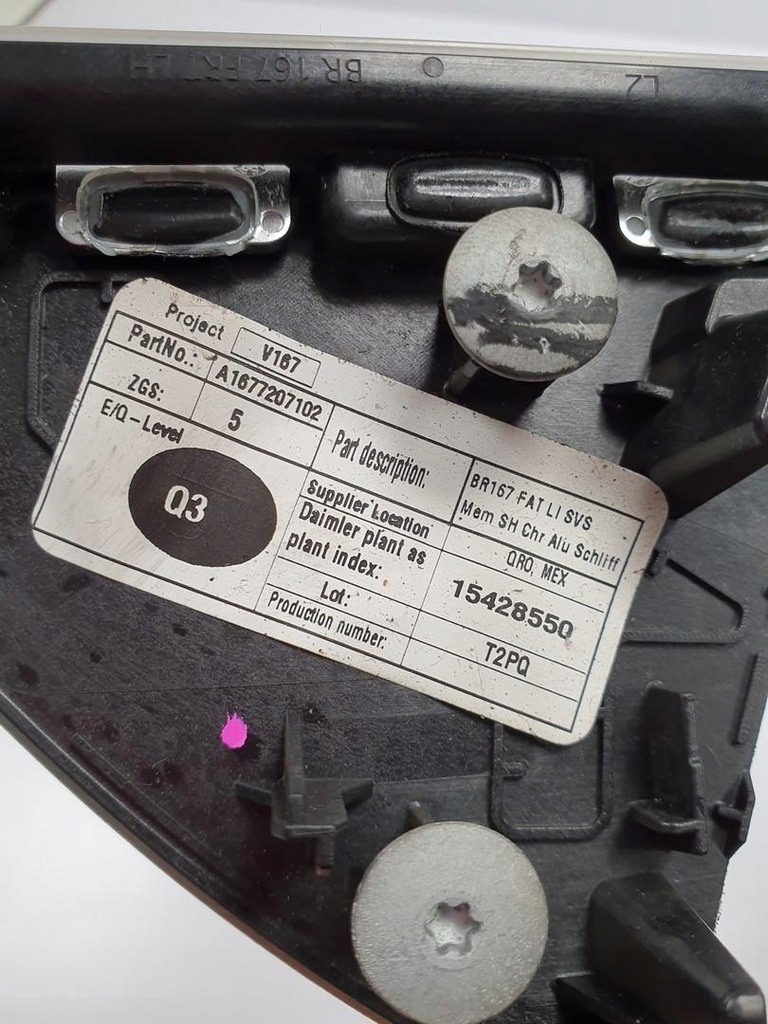 BR 167 FRT LH
L2
Project V167
PartNo.: A1677207102
ZGS: 5
E/Q-Level
Q3
Part description: BR167 FAT LI SVS
Mem SH Chr Alu Schliff
Supplier Location QRO, MEX
Daimler plant as
plant index: 15428550
Lot: T2PQ
Production number: